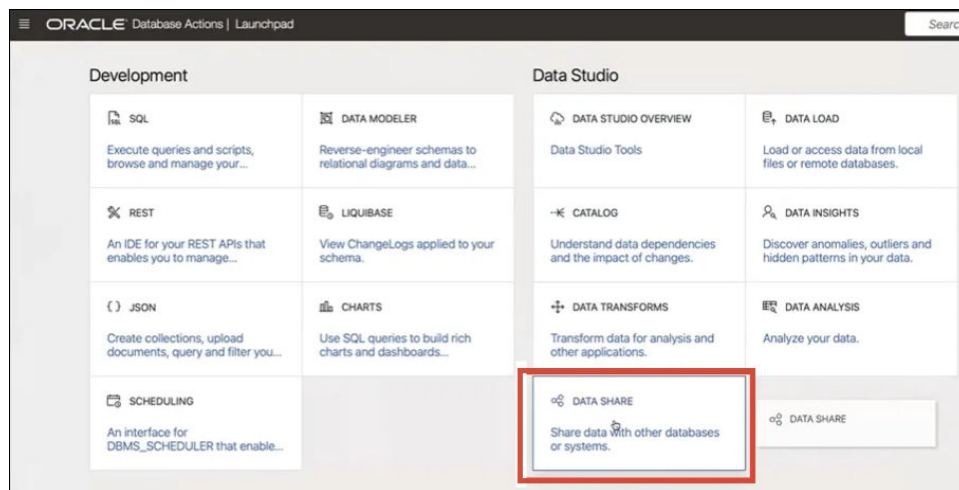 ORACLE Database Actions | Launchpad
Searc
Development
SQL
Execute queries and scripts,
browse and manage your...
DATA MODELER
Reverse-engineer schemas to
relational diagrams and data...
REST
An IDE for your REST APIs that
enables you to manage...
LIQUIBASE
View ChangeLogs applied to your
schema.
{ } JSON
Create collections, upload
documents, query and filter you...
CHARTS
Use SQL queries to build rich
charts and dashboards...
SCHEDULING
An interface for
DBMS_SCHEDULER that enable...
Data Studio
DATA STUDIO OVERVIEW
Data Studio Tools
DATA LOAD
Load or access data from local
files or remote databases.
CATALOG
Understand data dependencies
and the impact of changes.
DATA INSIGHTS
Discover anomalies, outliers and
hidden patterns in your data.
DATA TRANSFORMS
Transform data for analysis and
other applications.
DATA ANALYSIS
Analyze your data.
DATA SHARE
Share data with other databases
or systems.
DATA SHARE